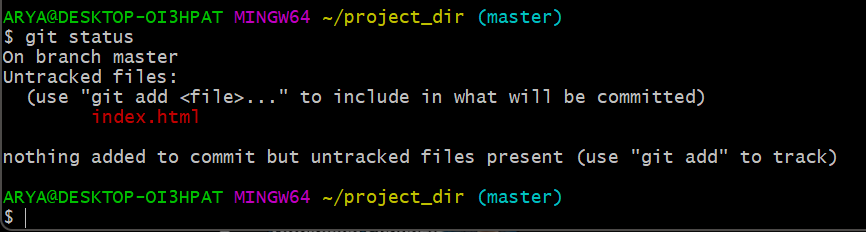 ARYA@DESKTOP-OI3HPAT MINGW64 ~/project_dir (master)
$ git status
On branch master
Untracked files:
  (use "git add <file>..." to include in what will be committed)
        index.html

nothing added to commit but untracked files present (use "git add" to track)

ARYA@DESKTOP-OI3HPAT MINGW64 ~/project_dir (master)
$